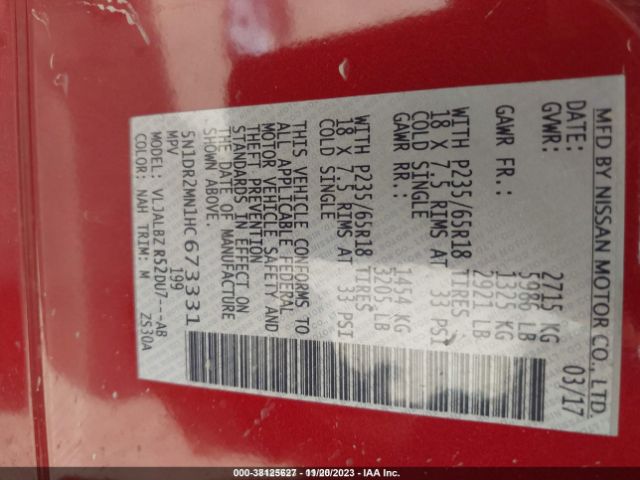 MFD BY NISSAN MOTOR CO., LTD.
DATE: 03/17
GVWR: 2715 KG
5986 LB
GAWR FR.: 1325 KG
2921 LB
WITH P235/65R18 TIRES
18 X 7.5 RIMS AT 33 PSI
COLD SINGLE
GAWR RR.: 1454 KG
3205 LB
WITH P235/65R18 TIRES
18 X 7.5 RIMS AT 33 PSI
COLD SINGLE
THIS VEHICLE CONFORMS TO
ALL APPLICABLE FEDERAL
MOTOR VEHICLE SAFETY AND
THEFT PREVENTION
STANDARDS IN EFFECT ON
THE DATE OF MANUFACTURE
SHOWN ABOVE.
5N1DR2MN1HC673331
MPV 199
MODEL: VLJALBZ R52DU7---AB
COLOR: NAH TRIM: M ZS30A
000-38125627 - 11/20/2023 - IAA Inc.